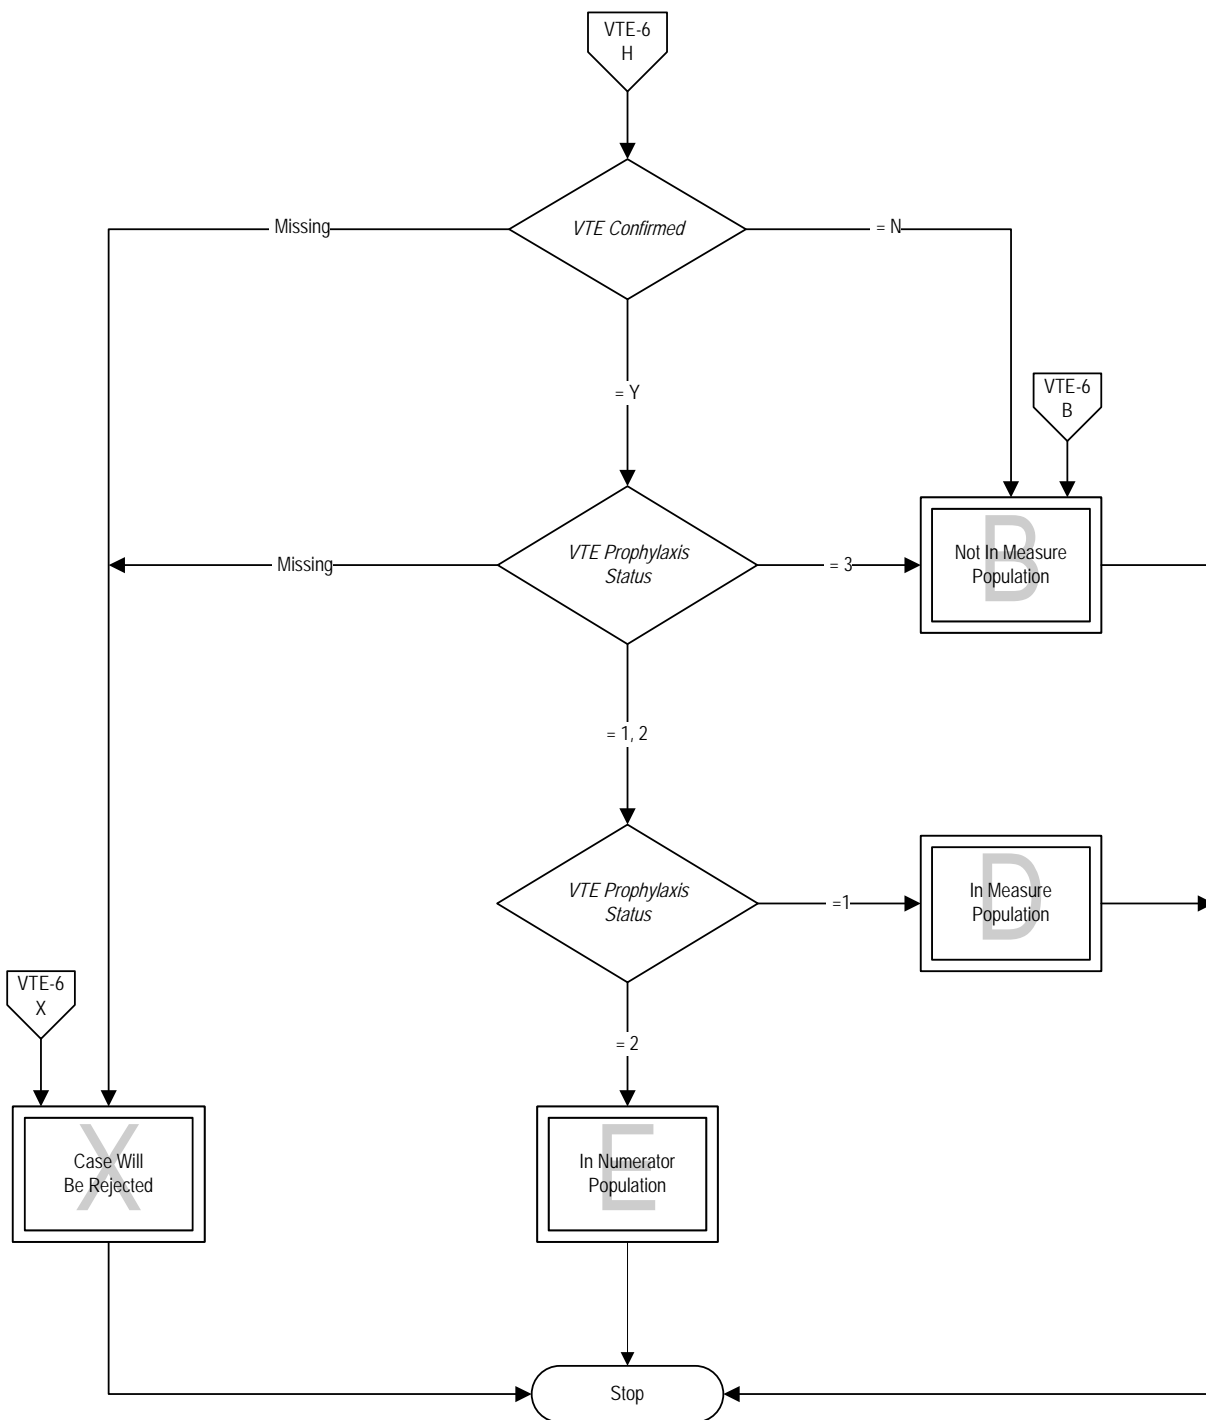 VTE-6
H
Missing
VTE Confirmed
= N
= Y
VTE-6
B
Missing
VTE Prophylaxis
Status
= 3
B
Not In Measure
Population
= 1, 2
VTE Prophylaxis
Status
=1
D
In Measure
Population
VTE-6
X
= 2
X
Case Will
Be Rejected
E
In Numerator
Population
Stop